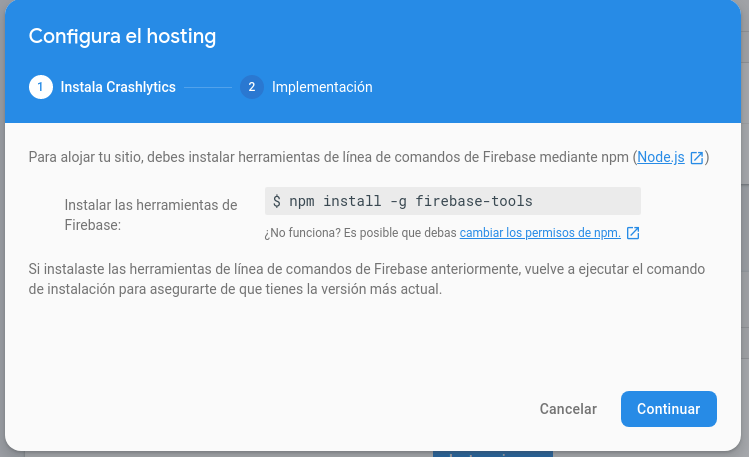 Configura el hosting
1 Instala Crashlytics 2 Implementación
Para alojar tu sitio, debes instalar herramientas de línea de comandos de Firebase mediante npm (Node.js)
Instalar las herramientas de
Firebase:
$ npm install -g firebase-tools
¿No funciona? Es posible que debas cambiar los permisos de npm.
Si instalaste las herramientas de línea de comandos de Firebase anteriormente, vuelve a ejecutar el comando
de instalación para asegurarte de que tienes la versión más actual.
Cancelar Continuar